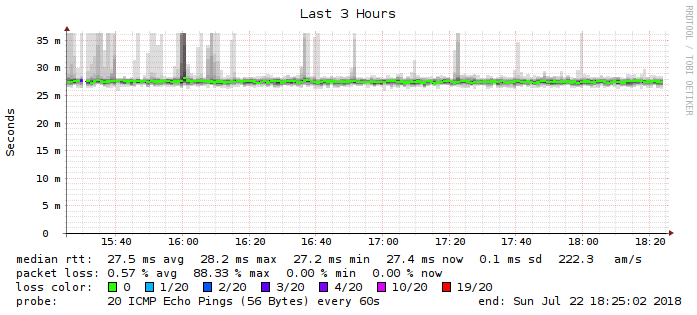 Last 3 Hours
RRDTOOL / TOBI OETIKER
Seconds
35 m
30 m
25 m
20 m
15 m
10 m
5 m
0
15:40 16:00 16:20 16:40 17:00 17:20 17:40 18:00 18:20
median rtt: 27.5 ms avg 28.2 ms max 27.2 ms min 27.4 ms now 0.1 ms sd 222.3 am/s
packet loss: 0.57 % avg 88.33 % max 0.00 % min 0.00 % now
loss color: 0 1/20 2/20 3/20 4/20 10/20 19/20
probe: 20 ICMP Echo Pings (56 Bytes) every 60s end: Sun Jul 22 18:25:02 2018